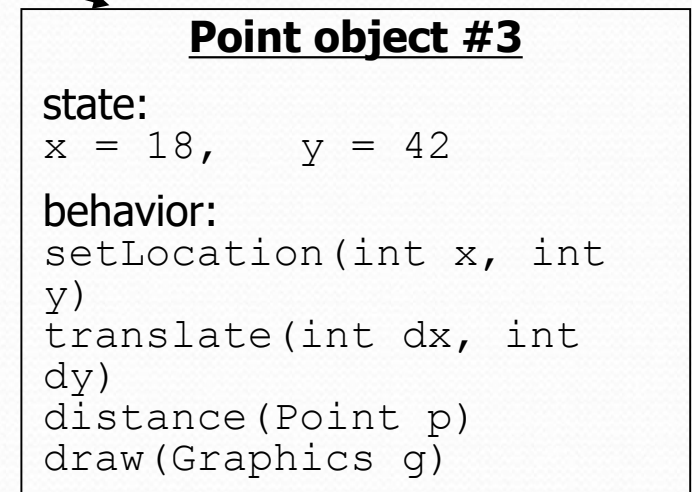 Point object #3
state:
x = 18,   y = 42
behavior:
setLocation(int x, int
y)
translate(int dx, int
dy)
distance(Point p)
draw(Graphics g)